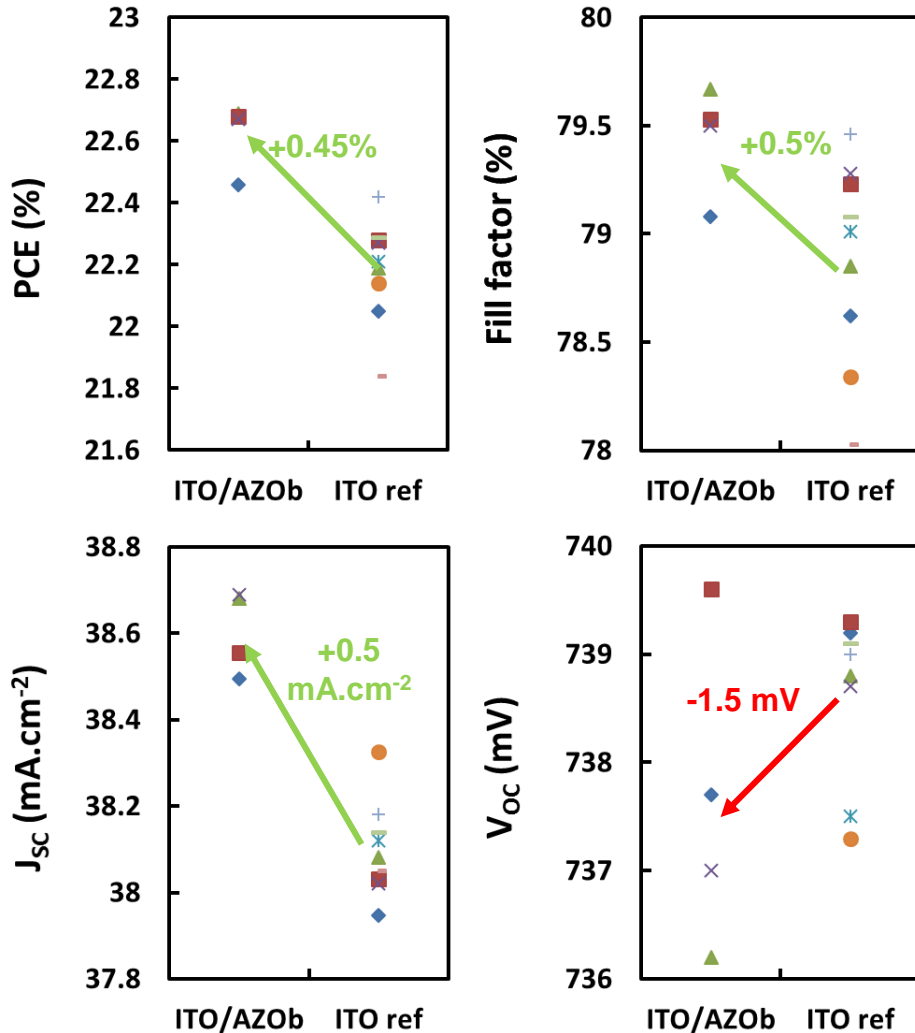 PCE (%)
23
22.8
22.6
22.4
22.2
22
21.8
21.6
+0.45%
ITO/AZOb ITO ref
Fill factor (%)
80
79.5
79
78.5
78
+0.5%
ITO/AZOb ITO ref
JSC (mA.cm-2)
38.8
38.6
38.4
38.2
38
37.8
+0.5
mA.cm-2
ITO/AZOb ITO ref
VOC (mV)
740
739
738
737
736
-1.5 mV
ITO/AZOb ITO ref